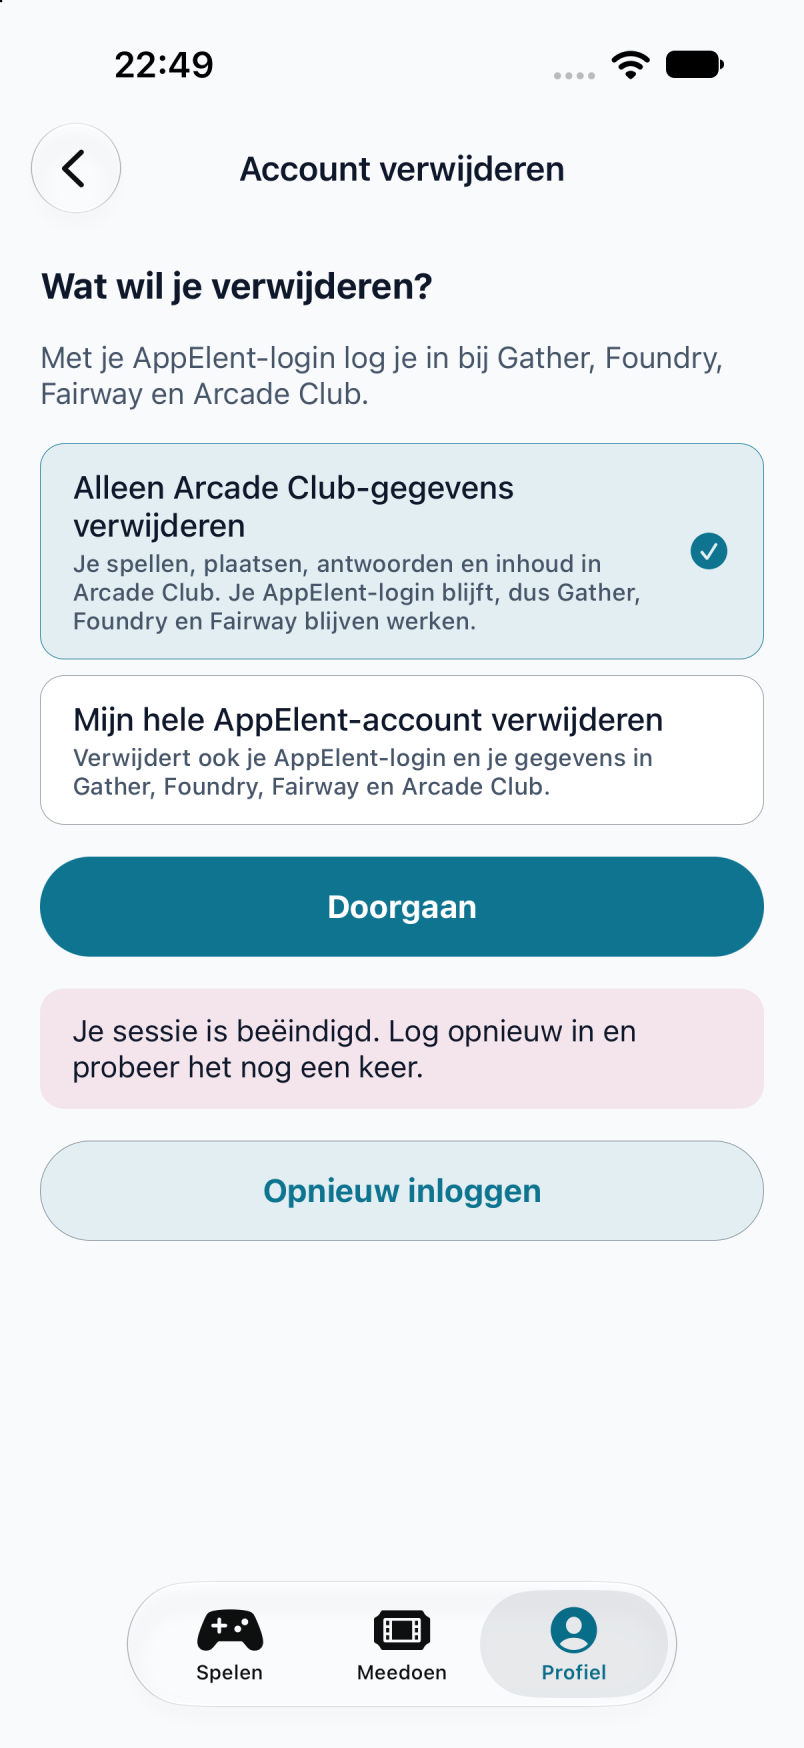 22:49
Account verwijderen
Wat wil je verwijderen?
Met je AppElent-login log je in bij Gather, Foundry,
Fairway en Arcade Club.
Alleen Arcade Club-gegevens
verwijderen
Je spellen, plaatsen, antwoorden en inhoud in
Arcade Club. Je AppElent-login blijft, dus Gather,
Foundry en Fairway blijven werken.
Mijn hele AppElent-account verwijderen
Verwijdert ook je AppElent-login en je gegevens in
Gather, Foundry, Fairway en Arcade Club.
Doorgaan
Je sessie is beëindigd. Log opnieuw in en
probeer het nog een keer.
Opnieuw inloggen
Spelen
Meedoen
Profiel